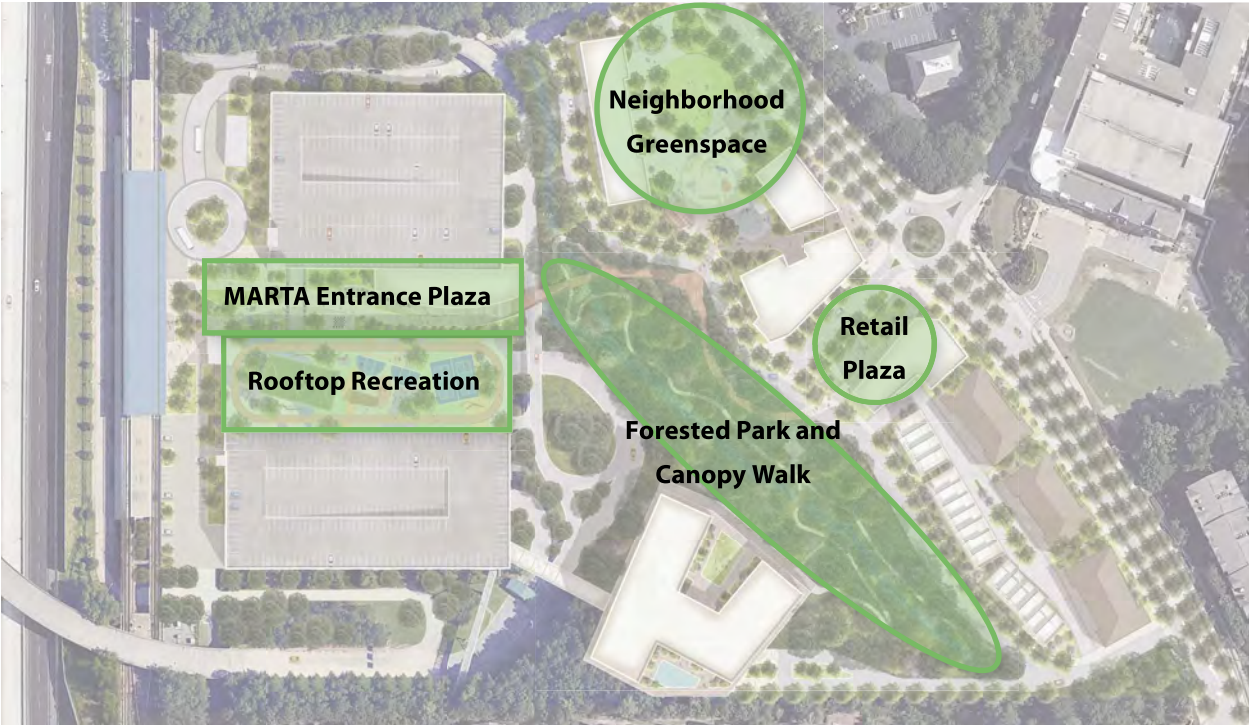 Neighborhood
Greenspace
MARTA Entrance Plaza
Retail
Plaza
Rooftop Recreation
Forested Park and
Canopy Walk